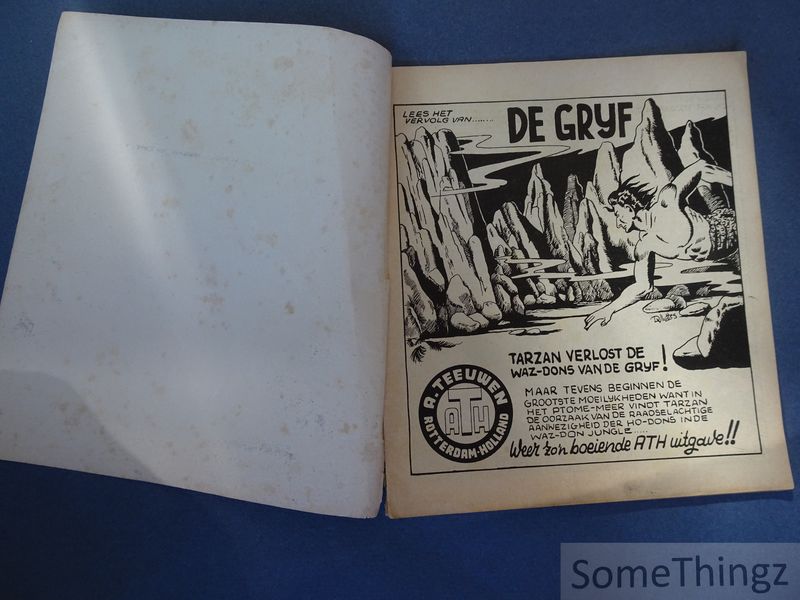 LEES HET
VERVOLG VAN.......
DE GRYF
TARZAN VERLOST DE
WAZ-DONS VAN DE GRYF!
MAAR TEVENS BEGINNEN DE
GROOTSTE MOEILYKHEDEN WANT IN
HET PTOME-MEER VINDT TARZAN
DE OORZAAK VAN DE RAADSELACHTIGE
AANWEZIGHEID DER HO-DONS IN DE
WAZ-DON JUNGLE.....
Weer zo'n boeiende ATH uitgave!!
A. TEEUWEN
ATH
ROTTERDAM-HOLLAND
SomeThingz